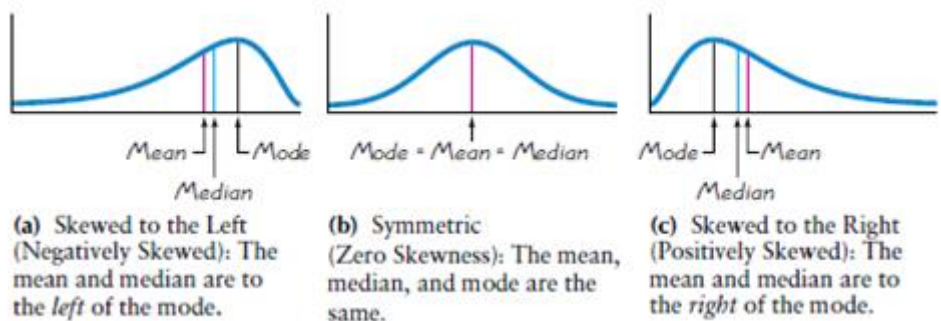 Mean
Mode
Median
(a) Skewed to the Left
(Negatively Skewed): The
mean and median are to
the left of the mode.
Mode = Mean = Median
(b) Symmetric
(Zero Skewness): The mean,
median, and mode are the
same.
Mode
Mean
Median
(c) Skewed to the Right
(Positively Skewed): The
mean and median are to
the right of the mode.